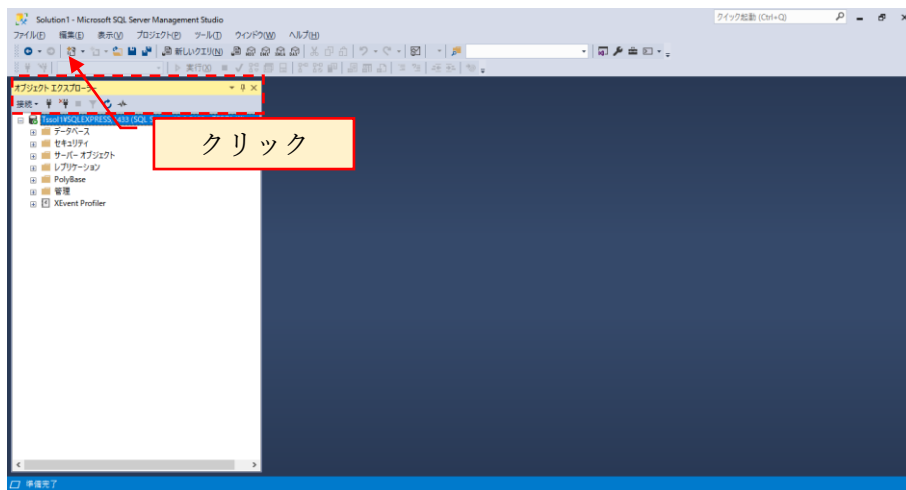 Solution1 - Microsoft SQL Server Management Studio
クイック起動 (Ctrl+Q)
ファイル(F) 編集(E) 表示(V) プロジェクト(P) ツール(T) ウィンドウ(W) ヘルプ(H)
新しいクエリ(N)
実行(X)
オブジェクト エクスプローラー
接続
Tssol1¥SQLEXPRESS,1433 (SQL S
データベース
セキュリティ
サーバー オブジェクト
レプリケーション
PolyBase
管理
XEvent Profiler
クリック
準備完了